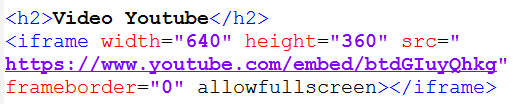 <h2>Video Youtube</h2>
<iframe width="640" height="360" src="
https://www.youtube.com/embed/btdGIuyQhkg"
frameborder="0" allowfullscreen></iframe>